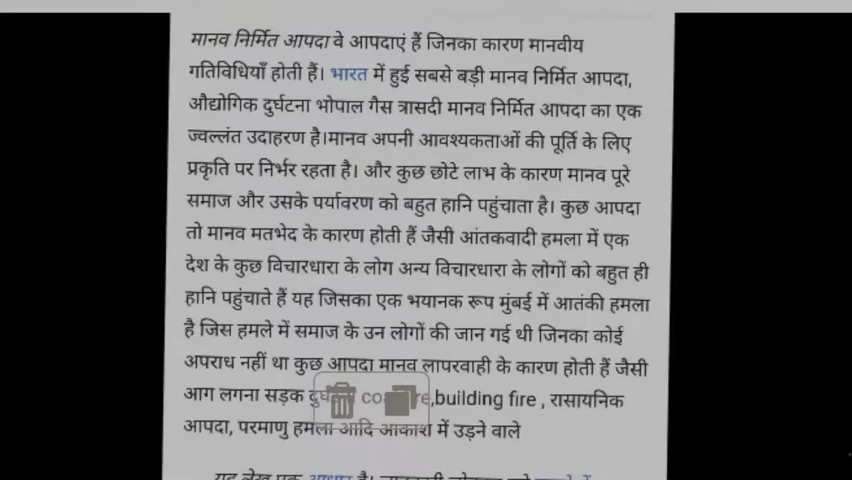 मानव निर्मित आपदा वे आपदाएं हैं जिनका कारण मानवीय
गतिविधियाँ होती हैं। भारत में हुई सबसे बड़ी मानव निर्मित आपदा,
औद्योगिक दुर्घटना भोपाल गैस त्रासदी मानव निर्मित आपदा का एक
ज्वल्लंत उदाहरण है।मानव अपनी आवश्यकताओं की पूर्ति के लिए
प्रकृति पर निर्भर रहता है। और कुछ छोटे लाभ के कारण मानव पूरे
समाज और उसके पर्यावरण को बहुत हानि पहुंचाता है। कुछ आपदा
तो मानव मतभेद के कारण होती हैं जैसी आंतकवादी हमला में एक
देश के कुछ विचारधारा के लोग अन्य विचारधारा के लोगों को बहुत ही
हानि पहुंचाते हैं यह जिसका एक भयानक रूप मुंबई में आतंकी हमला
है जिस हमले में समाज के उन लोगों की जान गई थी जिनका कोई
अपराध नहीं था कुछ आपदा मानव लापरवाही के कारण होती हैं जैसी
आग लगना सड़क ,building fire , रासायनिक
आपदा, परमाणु हमला आदि आकाश में उड़ने वाले